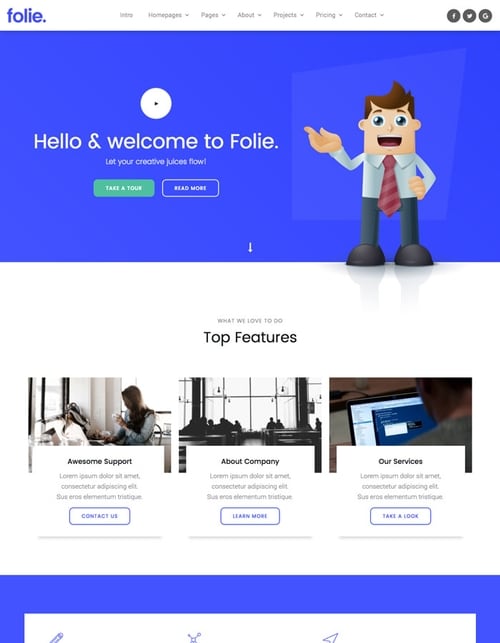 folie.
Intro Homepages Pages About Projects Pricing Contact
Hello & welcome to Folie.
Let your creative juices flow!
TAKE A TOUR READ MORE
WHAT WE LOVE TO DO
Top Features
Awesome Support
Lorem ipsum dolor sit amet,
consectetur adipiscing elit.
Sus eros elementum tristique.
CONTACT US
About Company
Lorem ipsum dolor sit amet,
consectetur adipiscing elit.
Sus eros elementum tristique.
LEARN MORE
Our Services
Lorem ipsum dolor sit amet,
consectetur adipiscing elit.
Sus eros elementum tristique.
TAKE A LOOK